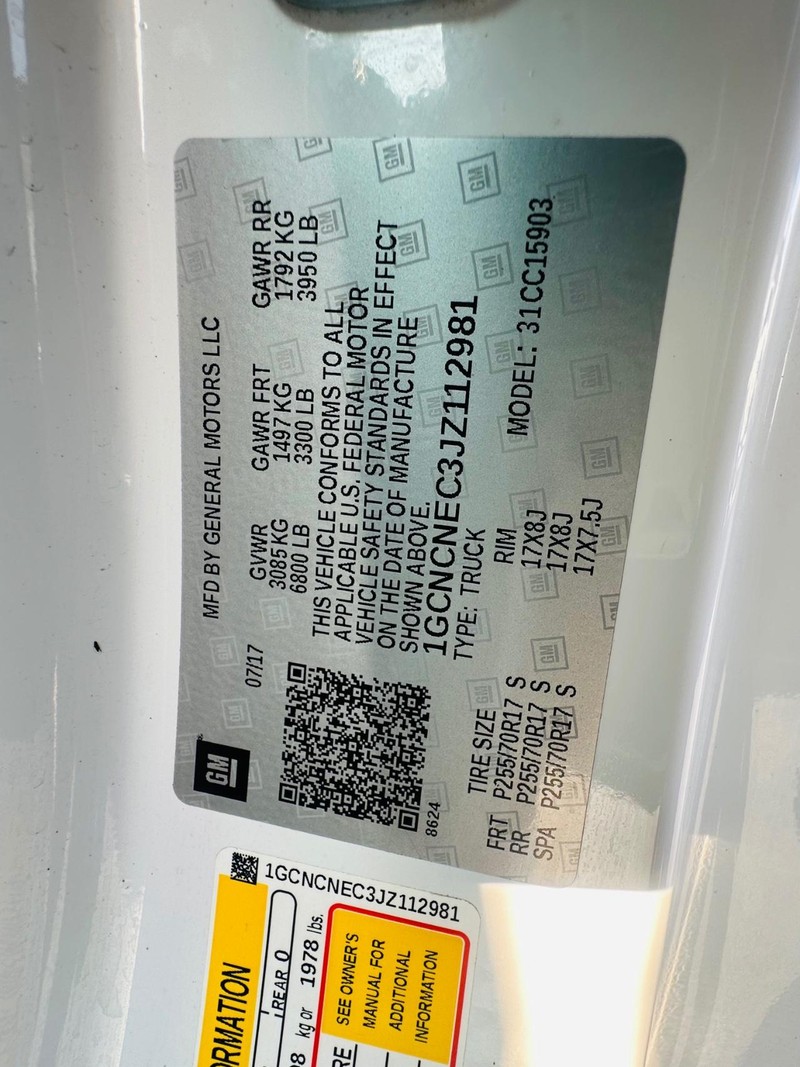 GM
07/17
MFD BY GENERAL MOTORS LLC
GVWR GAWR FRT GAWR RR
3085 KG 1497 KG 1792 KG
6800 LB 3300 LB 3950 LB
THIS VEHICLE CONFORMS TO ALL
APPLICABLE U.S. FEDERAL MOTOR
VEHICLE SAFETY STANDARDS IN EFFECT
ON THE DATE OF MANUFACTURE
SHOWN ABOVE.
1GCNCNEC3JZ112981
8624
TYPE: TRUCK MODEL: 31CC15903
TIRE SIZE RIM
FRT P255/70R17 S 17X8J
RR P255/70R17 S 17X8J
SPA P255/70R17 S 17X7.5J
1GCNCNEC3JZ112981
REAR 0
kg or 1978 lbs.
SEE OWNER'S
MANUAL FOR
ADDITIONAL
INFORMATION